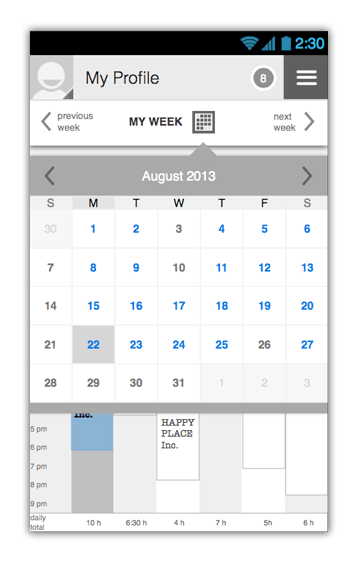 2:30
My Profile 8
previous week MY WEEK next week
August 2013
S M T W T F S
30 1 2 3 4 5 6
7 8 9 10 11 12 13
14 15 16 17 18 19 20
21 22 23 24 25 26 27
28 29 30 31 1 2 3
Inc.
5 pm HAPPY
PLACE
6 pm Inc.
7 pm
8 pm
9 pm
daily total 10 h 6:30 h 4 h 7 h 5h 6 h